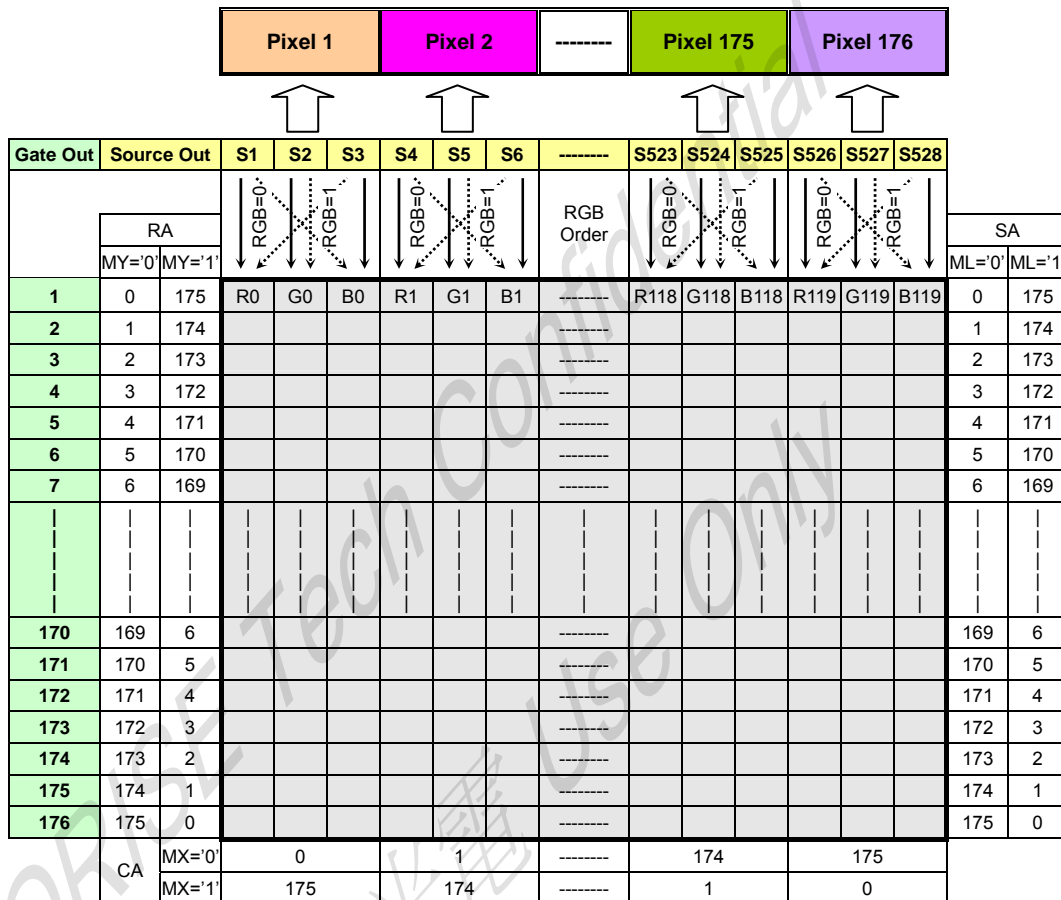 Pixel 1 Pixel 2 -------- Pixel 175 Pixel 176
Gate Out Source Out S1 S2 S3 S4 S5 S6 -------- S523 S524 S525 S526 S527 S528
RGB=0 RGB=1 RGB=0 RGB=1 RGB Order RGB=0 RGB=1 RGB=0 RGB=1
RA SA
MY='0' MY='1' ML='0' ML='1
1 0 175 R0 G0 B0 R1 G1 B1 -------- R118 G118 B118 R119 G119 B119 0 175
2 1 174 -------- 1 174
3 2 173 -------- 2 173
4 3 172 -------- 3 172
5 4 171 -------- 4 171
6 5 170 -------- 5 170
7 6 169 -------- 6 169
170 169 6 -------- 169 6
171 170 5 -------- 170 5
172 171 4 -------- 171 4
173 172 3 -------- 172 3
174 173 2 -------- 173 2
175 174 1 -------- 174 1
176 175 0 -------- 175 0
CA MX='0' 0 1 -------- 174 175
MX='1' 175 174 -------- 1 0
ORISE Tech Confidential
Use Only